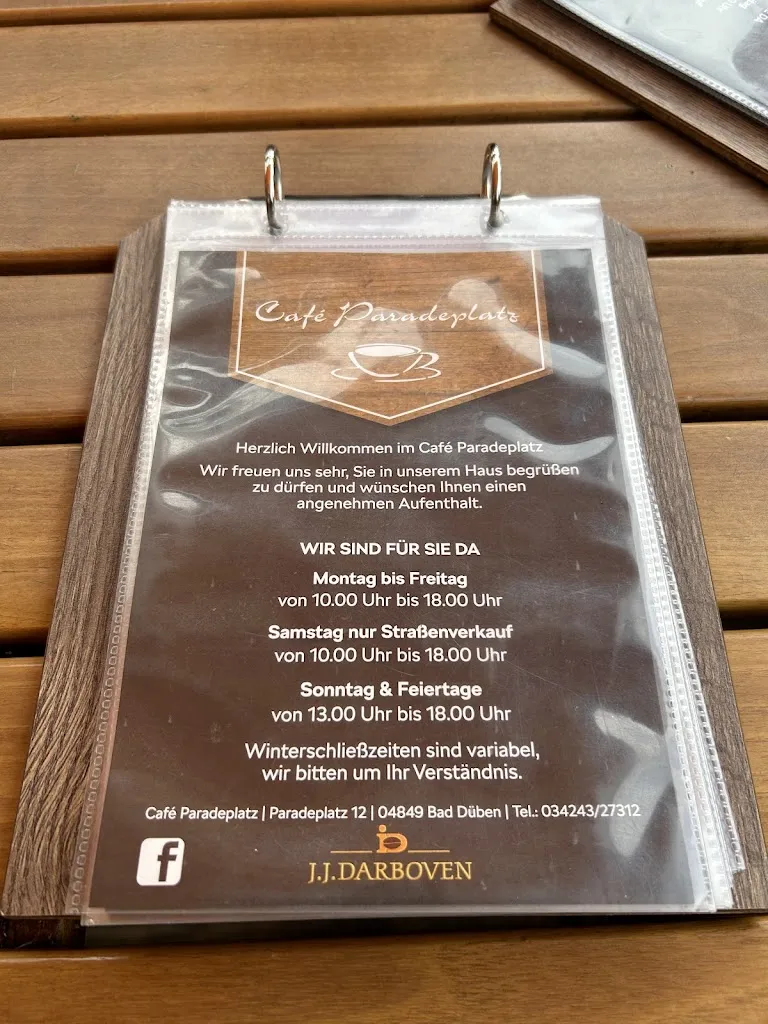 Café Paradeplatz
Herzlich Willkommen im Café Paradeplatz
Wir freuen uns sehr, Sie in unserem Haus begrüßen
zu dürfen und wünschen Ihnen einen
angenehmen Aufenthalt.
WIR SIND FÜR SIE DA
Montag bis Freitag
von 10.00 Uhr bis 18.00 Uhr
Samstag nur Straßenverkauf
von 10.00 Uhr bis 18.00 Uhr
Sonntag & Feiertage
von 13.00 Uhr bis 18.00 Uhr
Winterschließzeiten sind variabel,
wir bitten um Ihr Verständnis.
Café Paradeplatz | Paradeplatz 12 | 04849 Bad Düben | Tel.: 034243/27312
f
J.J.DARBOVEN